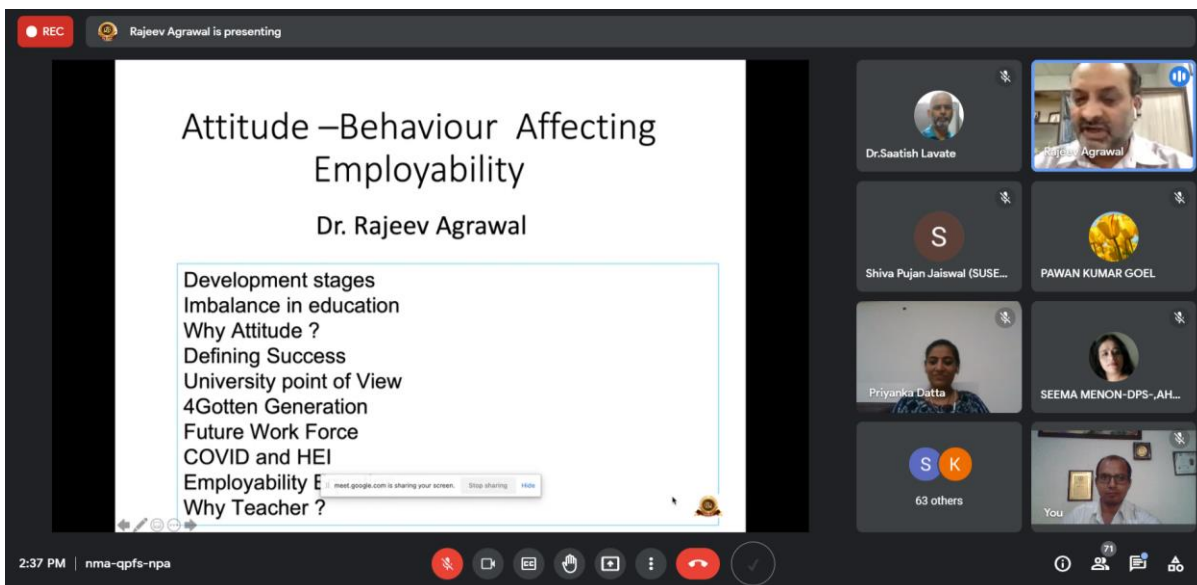 REC
Rajeev Agrawal is presenting
Attitude –Behaviour Affecting
Employability
Dr. Rajeev Agrawal
Development stages
Imbalance in education
Why Attitude ?
Defining Success
University point of View
4Gotten Generation
Future Work Force
COVID and HEI
Employability
meet.google.com is sharing your screen.
Stop sharing
Hide
Why Teacher ?
Dr.Saatish Lavate
Rajeev Agrawal
S
Shiva Pujan Jaiswal (SUSE...
PAWAN KUMAR GOEL
Priyanka Datta
SEEMA MENON-DPS-,AH...
S K
63 others
You
2:37 PM | nma-qpfs-npa
CC
71